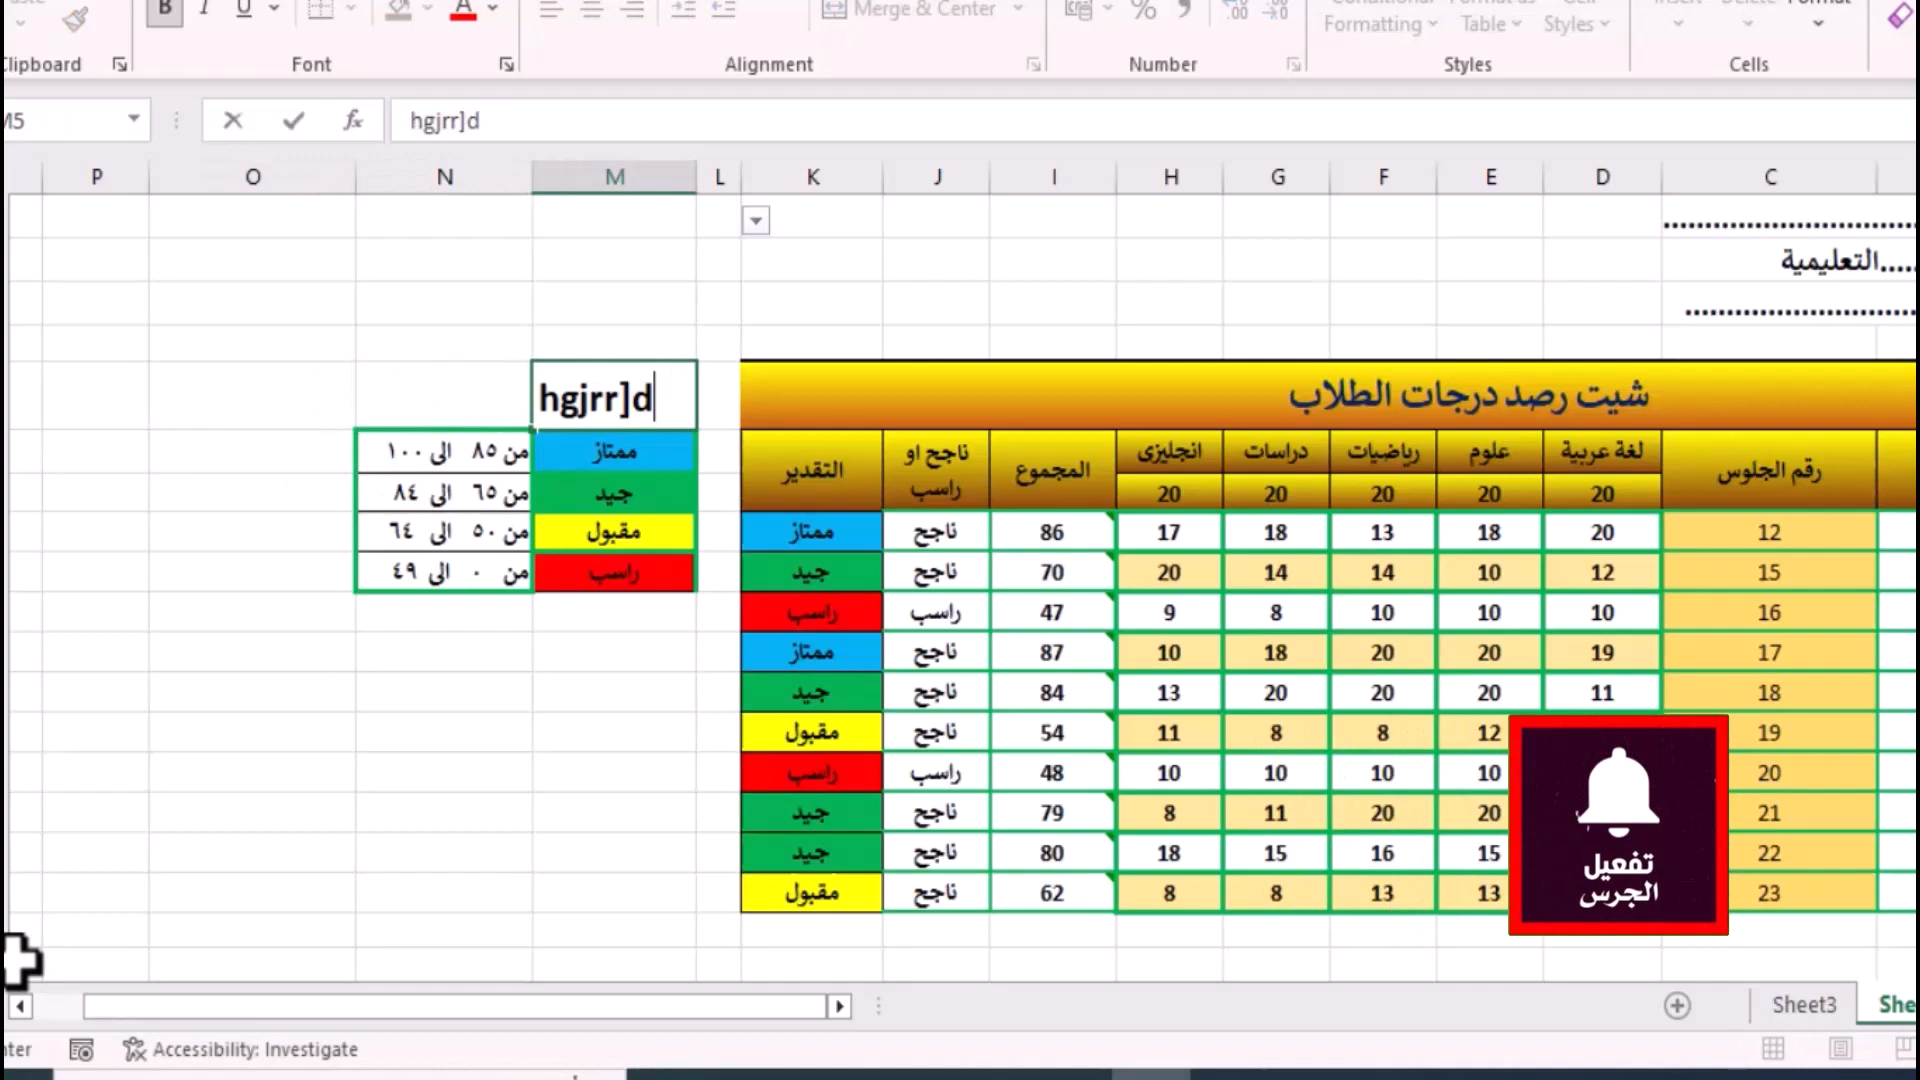 B I U A Merge & Center % 9 .00 .0
Formatting Table Styles
Clipboard Font Alignment Number Styles Cells
M5 fx hgjrr]d
P O N M L K J I H G F E D C
التعليمية.....
hgjrr]d
شيت رصد درجات الطلاب
ممتاز من ٨٥ الى ١٠٠
جيد من ٦٥ الى ٨٤
مقبول من ٥٠ الى ٦٤
راسب من ٠ الى ٤٩
رقم الجلوس لغة عربية علوم رياضيات دراسات انجليزى المجموع ناجح او راسب التقدير
20 20 20 20 20
12 20 18 13 18 17 86 ناجح ممتاز
15 12 10 14 14 20 70 ناجح جيد
16 10 10 10 8 9 47 راسب راسب
17 19 20 20 18 10 87 ناجح ممتاز
18 11 20 20 20 13 84 ناجح جيد
19 12 8 8 11 54 ناجح مقبول
20 10 10 10 10 48 راسب راسب
21 20 20 11 8 79 ناجح جيد
22 15 16 15 18 80 ناجح جيد
23 13 13 8 8 62 ناجح مقبول
تفعيل
الجرس
Sheet3 She
Accessibility: Investigate